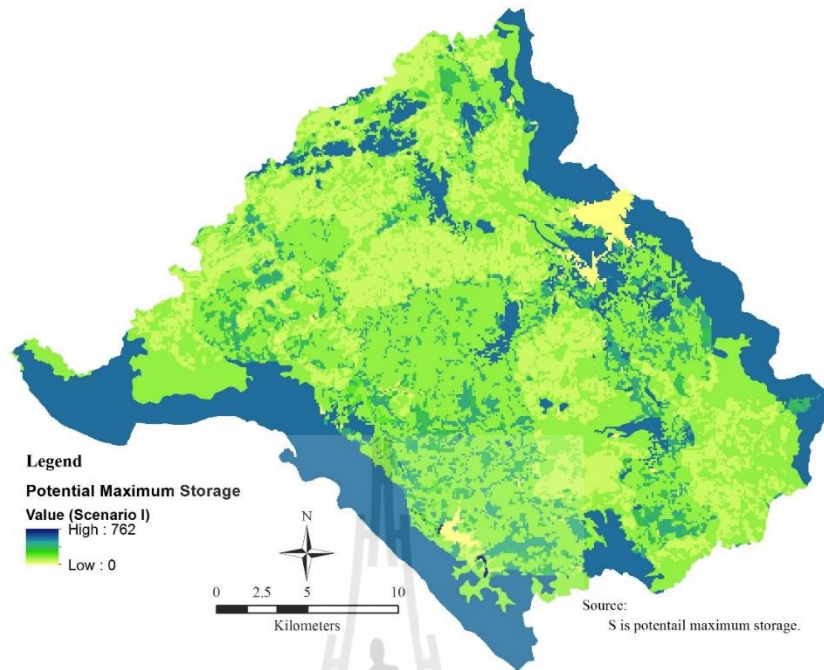 Legend
Potential Maximum Storage
Value (Scenario I)
High : 762
Low : 0
N
0 2.5 5 10
Kilometers
Source:
S is potentail maximum storage.